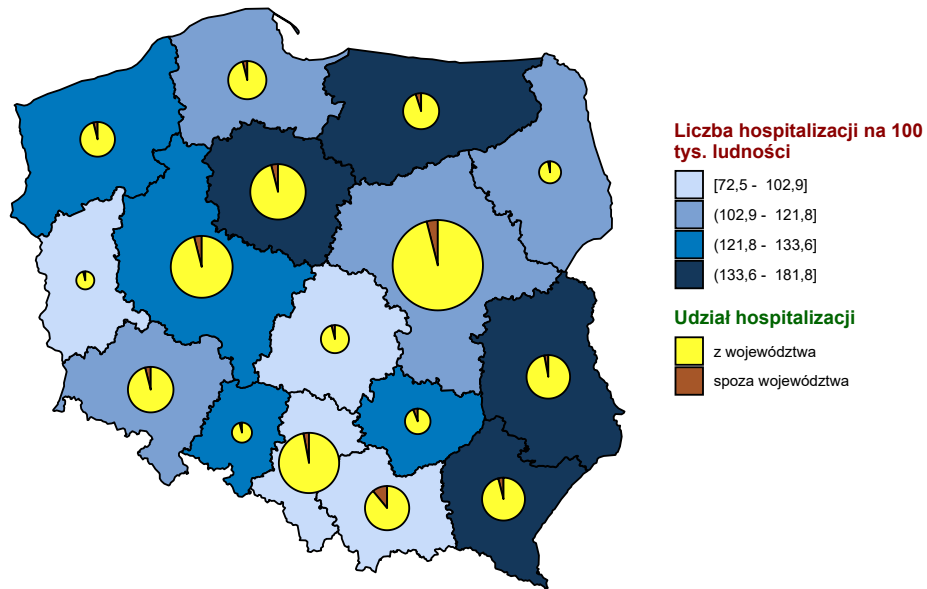 Liczba hospitalizacji na 100
tys. ludności
[72,5 - 102,9]
(102,9 - 121,8]
(121,8 - 133,6]
(133,6 - 181,8]
Udział hospitalizacji
z województwa
spoza województwa